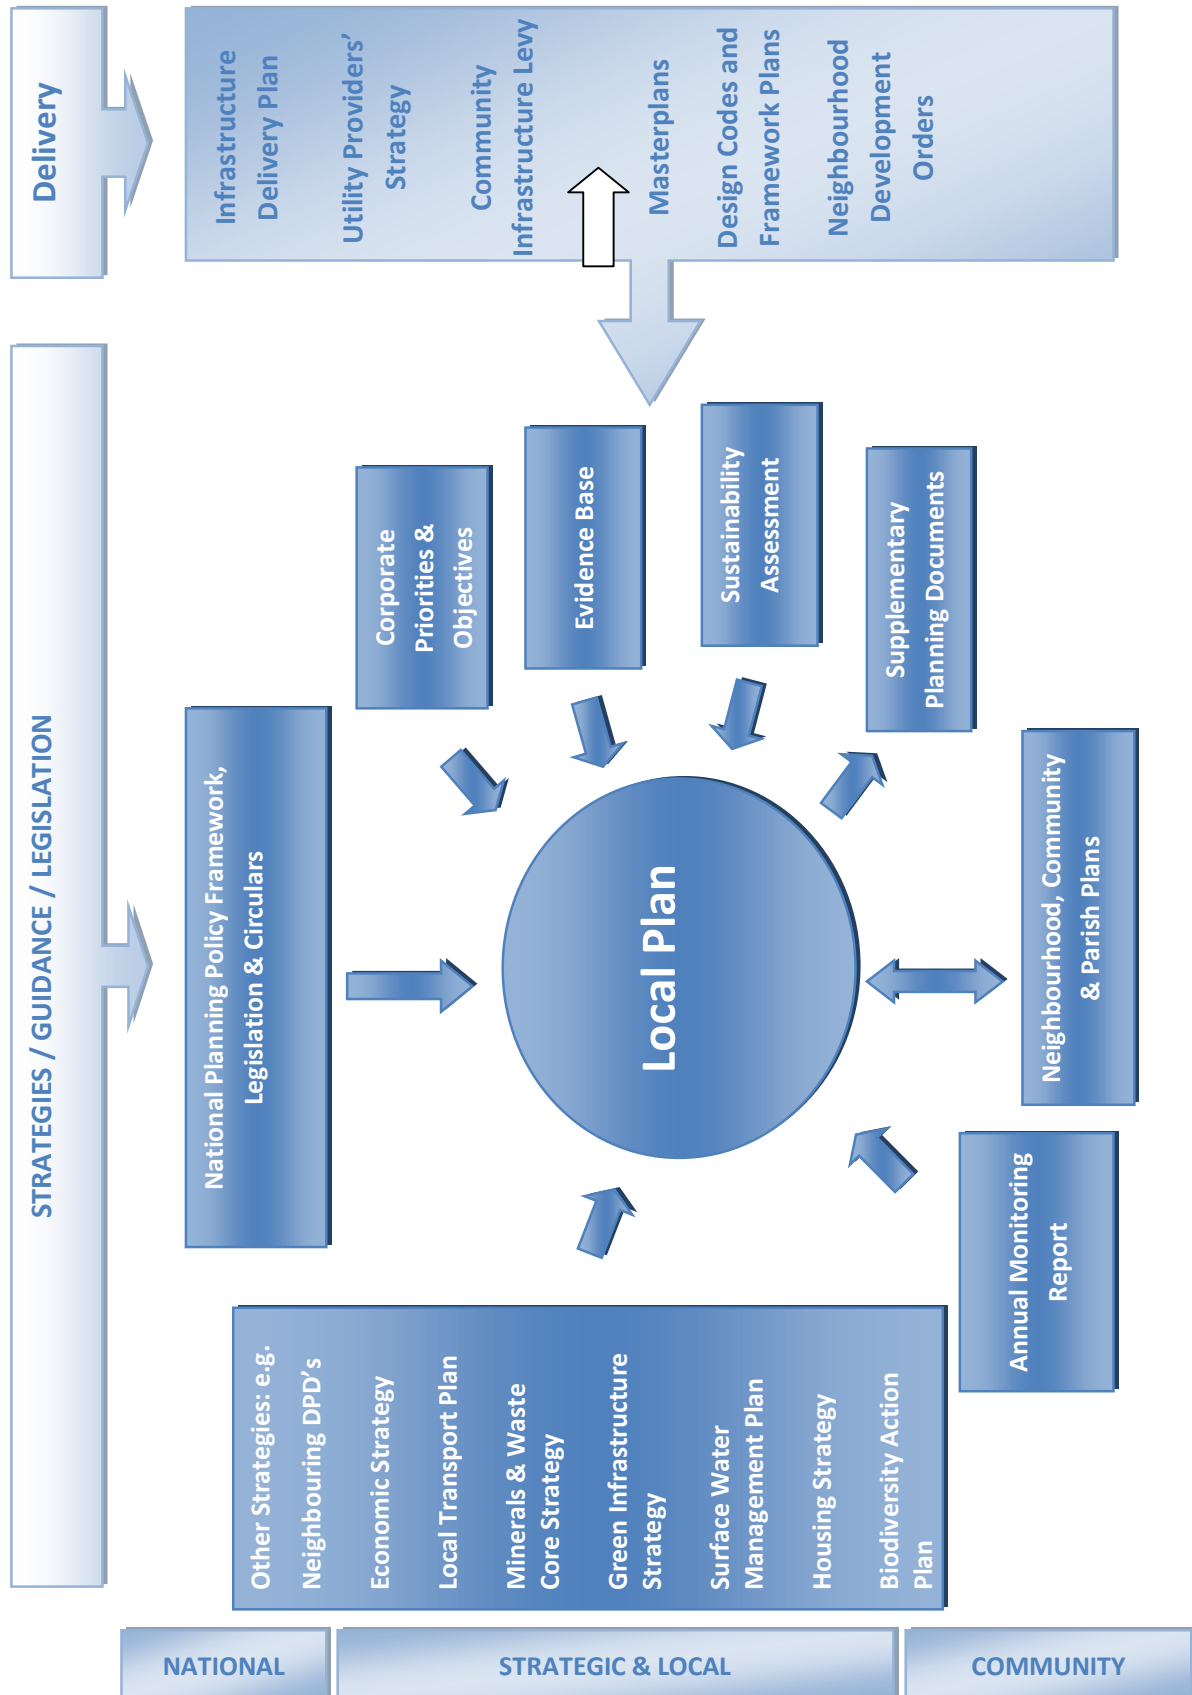 STRATEGIES / GUIDANCE / LEGISLATION
Delivery
NATIONAL
STRATEGIC & LOCAL
COMMUNITY
Other Strategies: e.g.
Neighbouring DPD’s
Economic Strategy
Local Transport Plan
Minerals & Waste
Core Strategy
Green Infrastructure
Strategy
Surface Water
Management Plan
Housing Strategy
Biodiversity Action
Plan
National Planning Policy Framework,
Legislation & Circulars
Corporate
Priorities &
Objectives
Evidence Base
Sustainability
Assessment
Supplementary
Planning Documents
Local Plan
Neighbourhood, Community
& Parish Plans
Annual Monitoring
Report
Infrastructure
Delivery Plan
Utility Providers’
Strategy
Community
Infrastructure Levy
Masterplans
Design Codes and
Framework Plans
Neighbourhood
Development
Orders